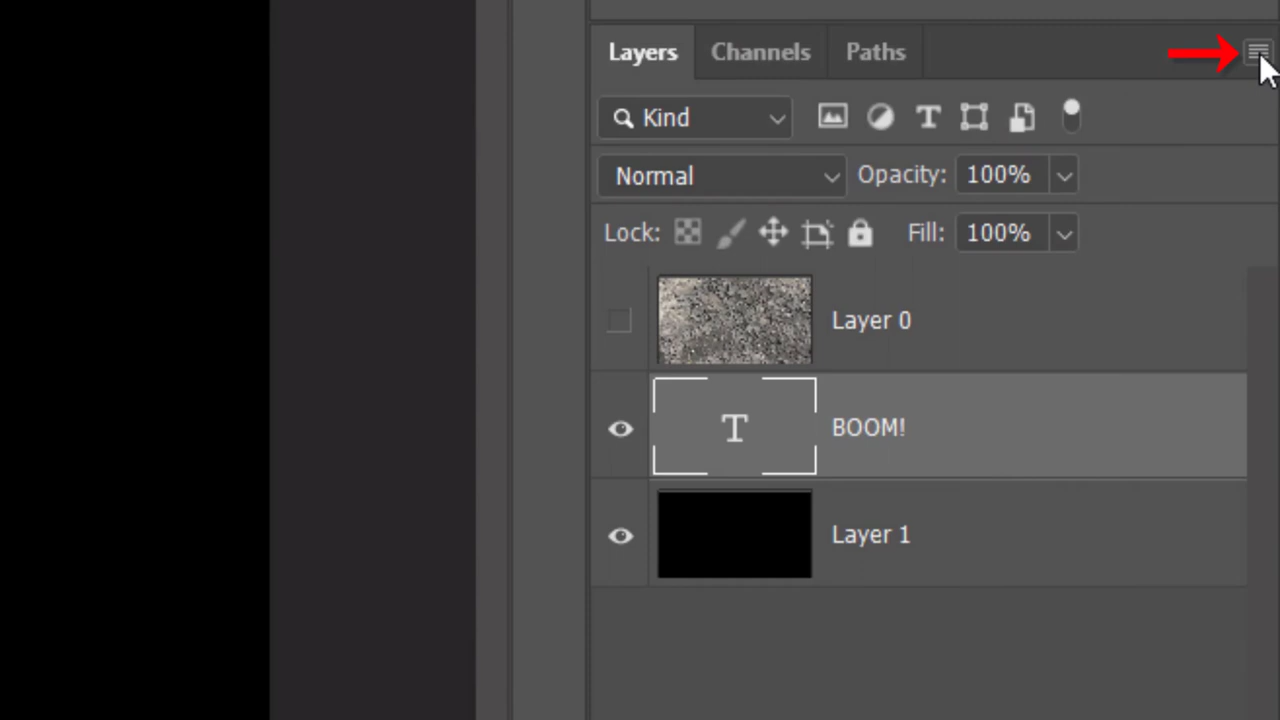 Layers Channels Paths
Kind T
Normal Opacity: 100%
Lock: Fill: 100%
Layer 0
T BOOM!
Layer 1